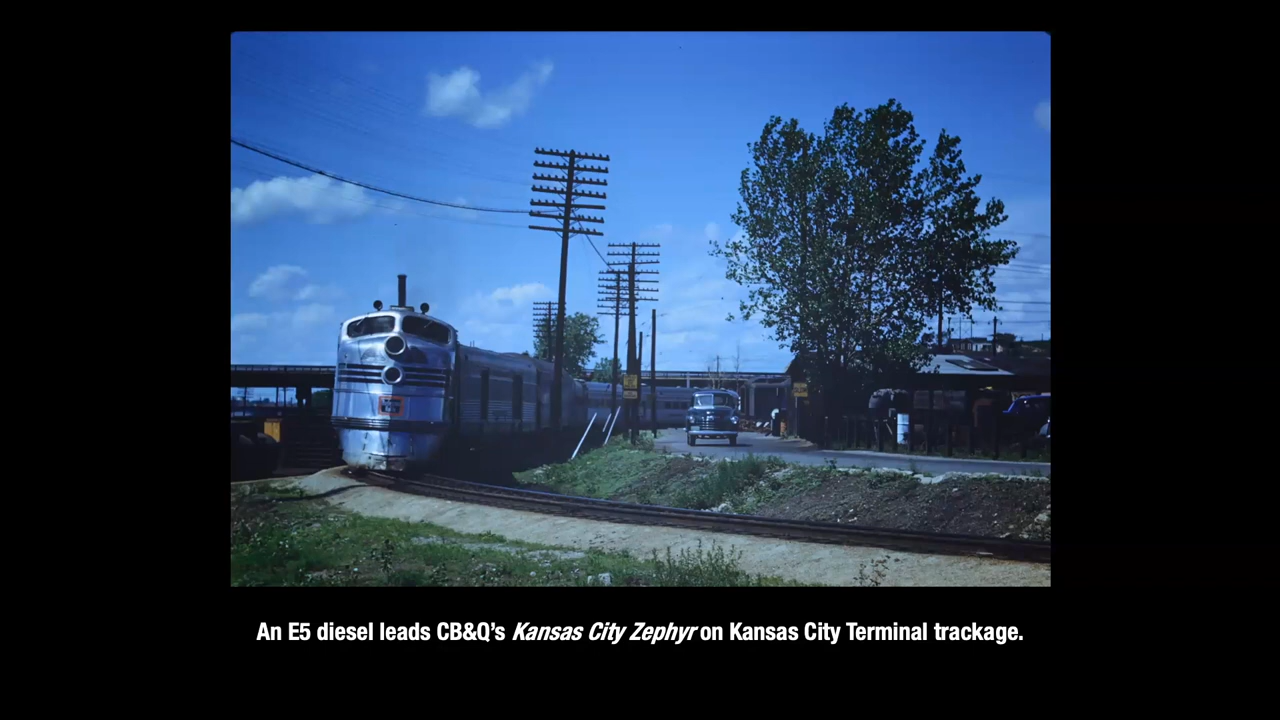 An E5 diesel leads CB&Q’s Kansas City Zephyr on Kansas City Terminal trackage.